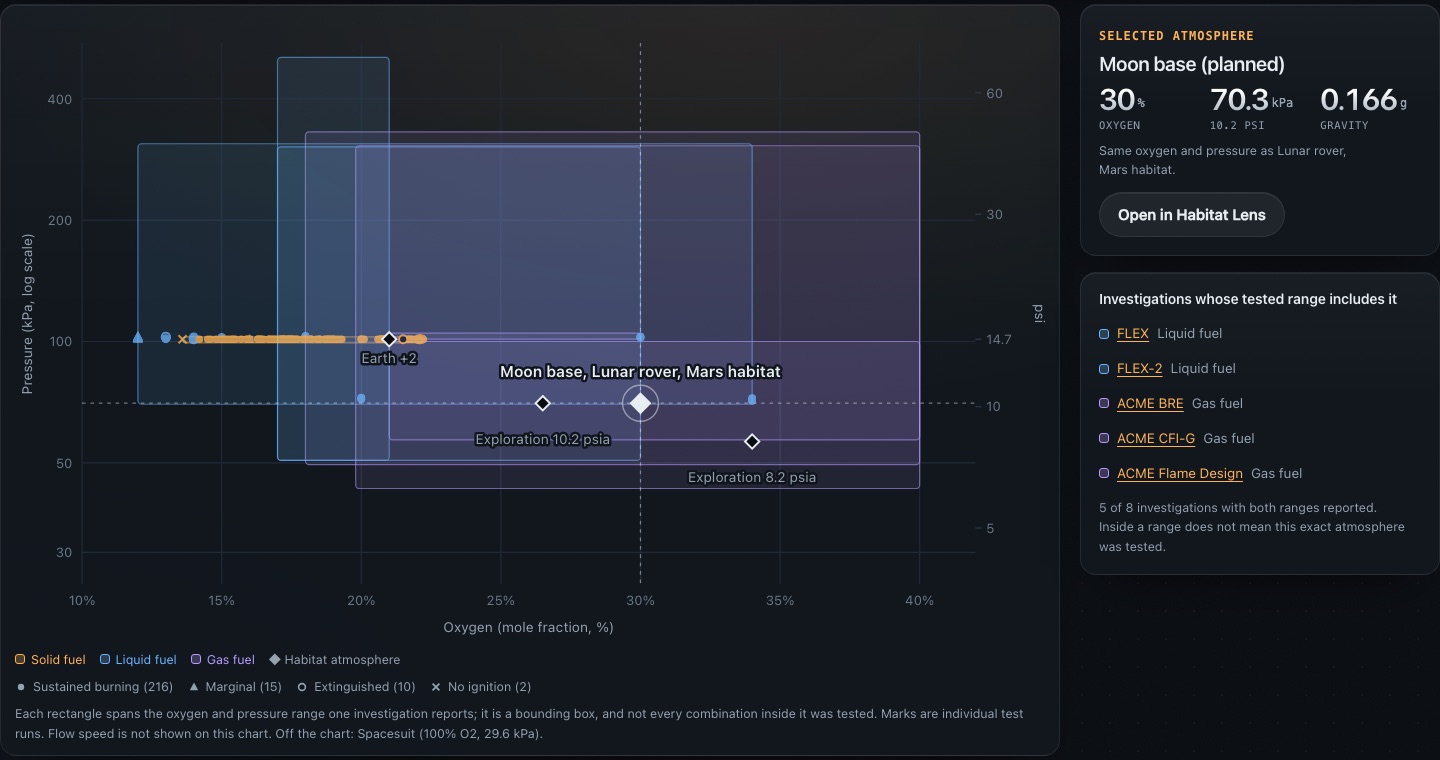 400
200
100
50
30
60
30
14.7
10
5
Pressure (kPa, log scale)
psi
Earth +2
Moon base, Lunar rover, Mars habitat
Exploration 10.2 psia
Exploration 8.2 psia
10%
15%
20%
25%
30%
35%
40%
Oxygen (mole fraction, %)
Solid fuel
Liquid fuel
Gas fuel
Habitat atmosphere
Sustained burning (216)
Marginal (15)
Extinguished (10)
No ignition (2)
Each rectangle spans the oxygen and pressure range one investigation reports; it is a bounding box, and not every combination inside it was tested. Marks are individual test
runs. Flow speed is not shown on this chart. Off the chart: Spacesuit (100% O2, 29.6 kPa).
SELECTED ATMOSPHERE
Moon base (planned)
30 %
OXYGEN
70.3 kPa
10.2 PSI
0.166 g
GRAVITY
Same oxygen and pressure as Lunar rover,
Mars habitat.
Open in Habitat Lens
Investigations whose tested range includes it
FLEX Liquid fuel
FLEX-2 Liquid fuel
ACME BRE Gas fuel
ACME CFI-G Gas fuel
ACME Flame Design Gas fuel
5 of 8 investigations with both ranges reported.
Inside a range does not mean this exact atmosphere
was tested.